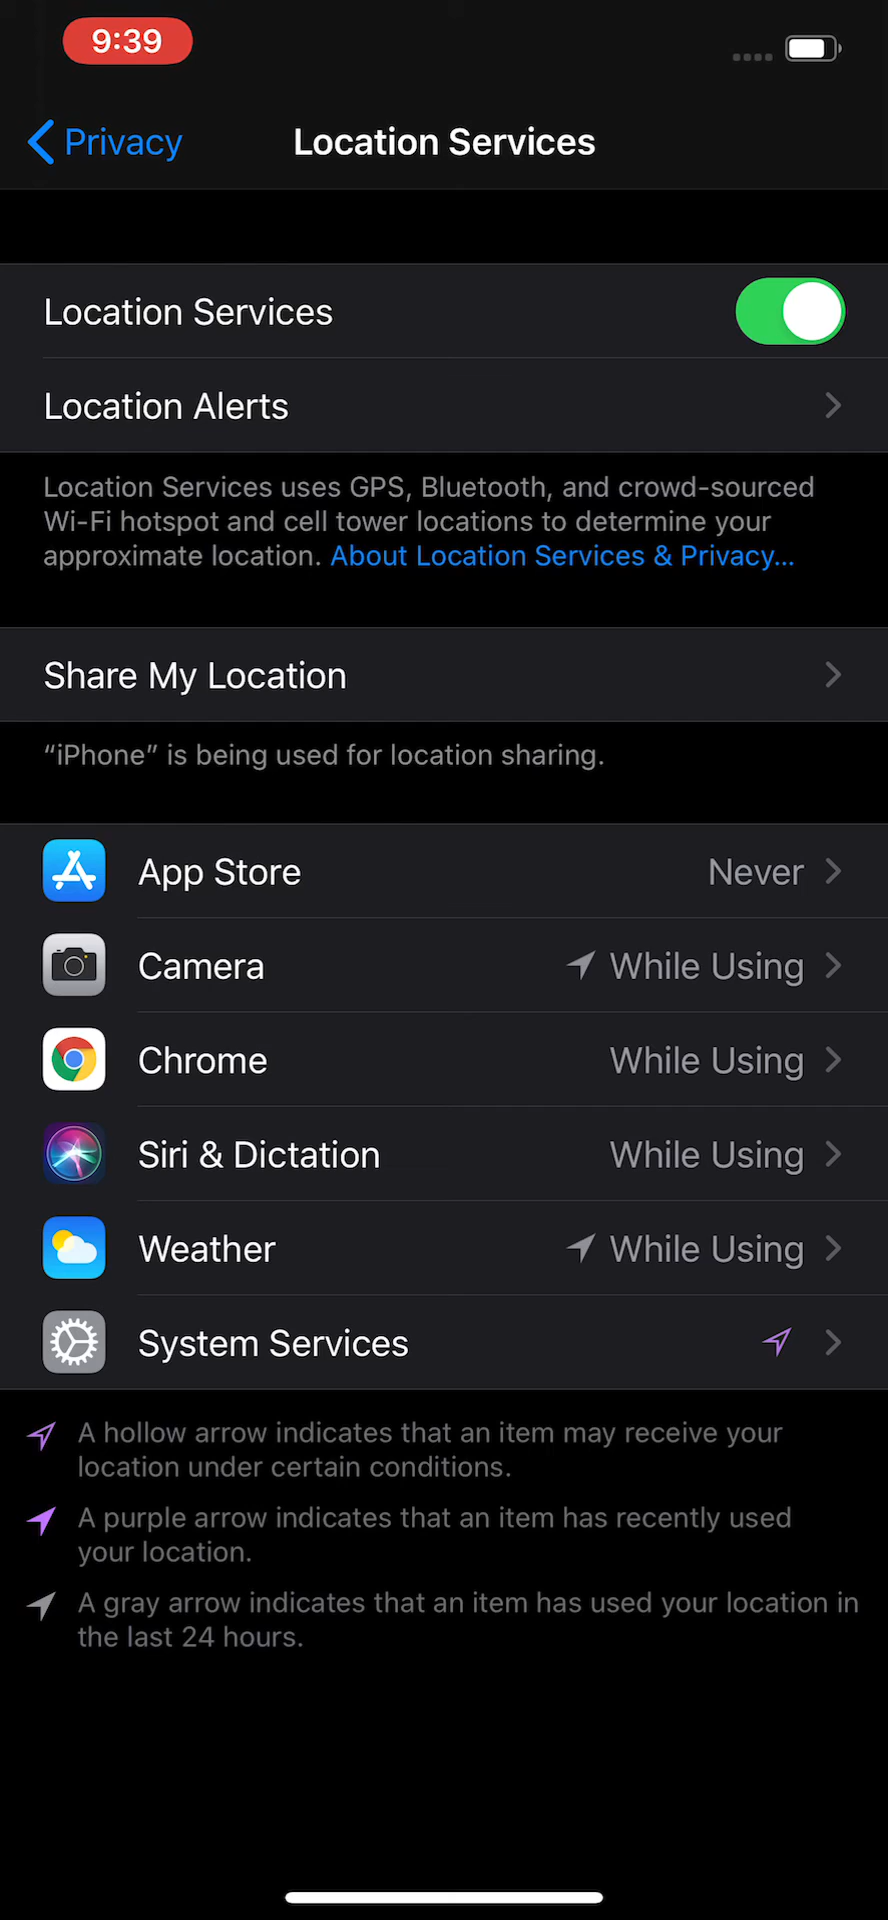 9:39
Privacy
Location Services
Location Services
Location Alerts
Location Services uses GPS, Bluetooth, and crowd-sourced
Wi-Fi hotspot and cell tower locations to determine your
approximate location. About Location Services & Privacy...
Share My Location
“iPhone” is being used for location sharing.
App Store Never
Camera While Using
Chrome While Using
Siri & Dictation While Using
Weather While Using
System Services
A hollow arrow indicates that an item may receive your
location under certain conditions.
A purple arrow indicates that an item has recently used
your location.
A gray arrow indicates that an item has used your location in
the last 24 hours.